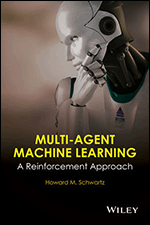 MULTI-AGENT
MACHINE LEARNING
A Reinforcement Approach
Howard M. Schwartz
WILEY